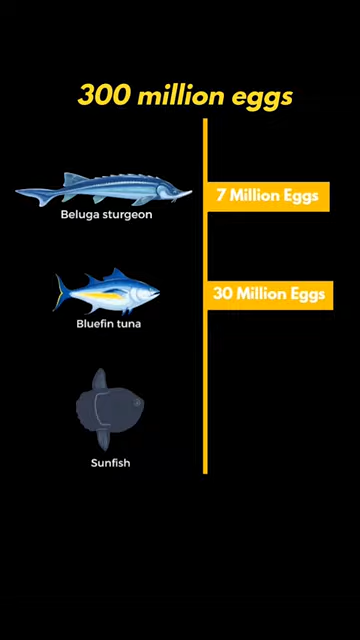 300 million eggs
7 Million Eggs
Beluga sturgeon
30 Million Eggs
Bluefin tuna
Sunfish